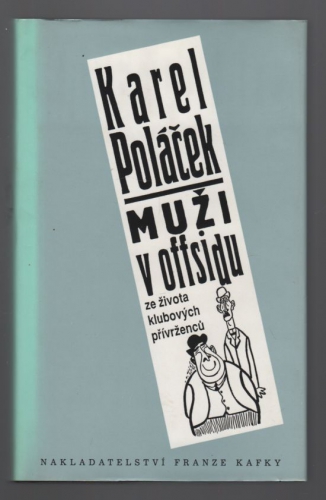 Karel
Poláček
MUŽI
v offsidu
ze života
klubových
přívrženců
NAKLADATELSTVÍ FRANZE KAFKY